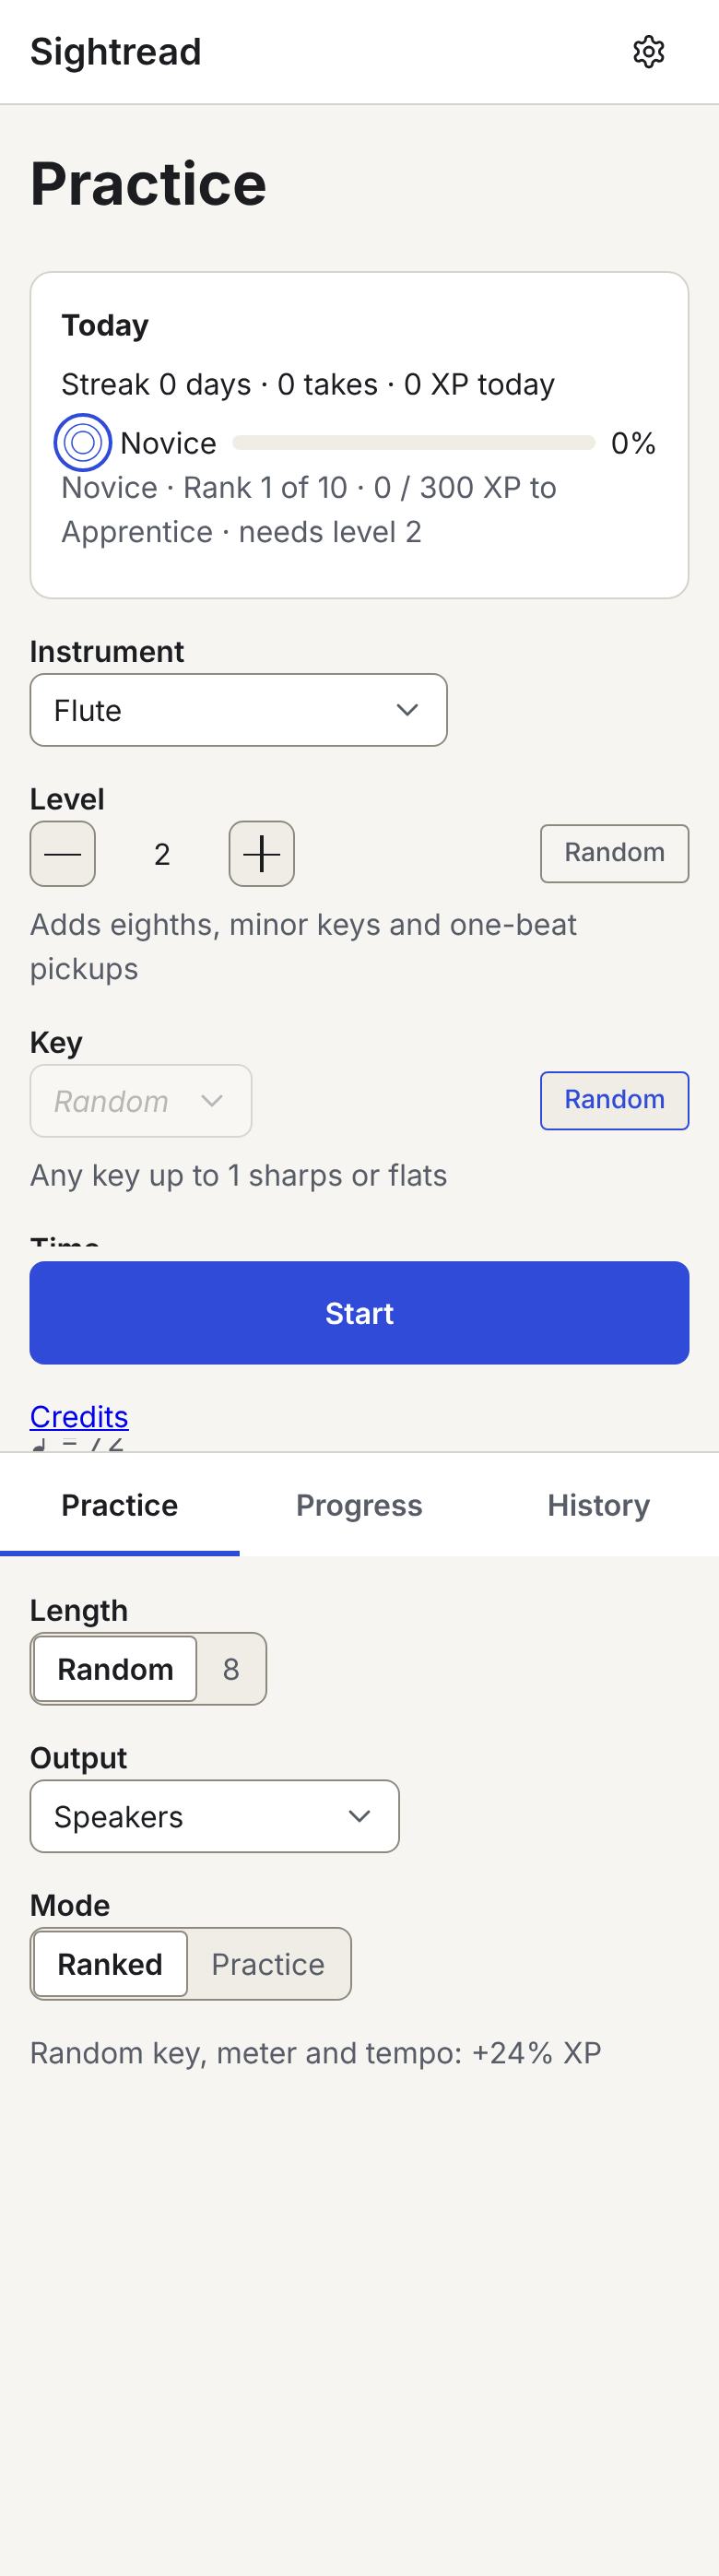 Sightread
Practice
Today
Streak 0 days · 0 takes · 0 XP today
Novice 0%
Novice · Rank 1 of 10 · 0 / 300 XP to
Apprentice · needs level 2
Instrument
Flute
Level
2 Random
Adds eighths, minor keys and one-beat
pickups
Key
Random Random
Any key up to 1 sharps or flats
Start
Credits
Practice Progress History
Length
Random 8
Output
Speakers
Mode
Ranked Practice
Random key, meter and tempo: +24% XP